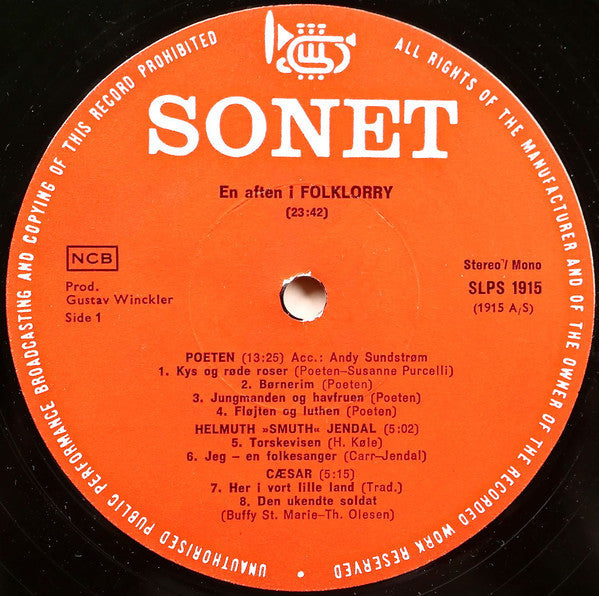 UNAUTHORISED PUBLIC PERFORMANCE BROADCASTING AND COPYING OF THIS RECORD PROHIBITED
ALL RIGHTS OF THE MANUFACTURER AND OF THE OWNER OF THE RECORDED WORK RESERVED
SONET
En aften i FOLKLORRY
(23:42)
NCB
Prod.
Gustav Winckler
Side 1
Stereo/ Mono
SLPS 1915
(1915 A/S)
POETEN (13:25) Acc.: Andy Sundstrøm
1. Kys og røde roser (Poeten–Susanne Purcelli)
2. Børnerim (Poeten)
3. Jungmanden og havfruen (Poeten)
4. Fløjten og luthen (Poeten)
HELMUTH »SMUTH« JENDAL (5:02)
5. Torskevisen (H. Køle)
6. Jeg – en folkesanger (Carr–Jendal)
CÆSAR (5:15)
7. Her i vort lille land (Trad.)
8. Den ukendte soldat
(Buffy St. Marie–Th. Olesen)